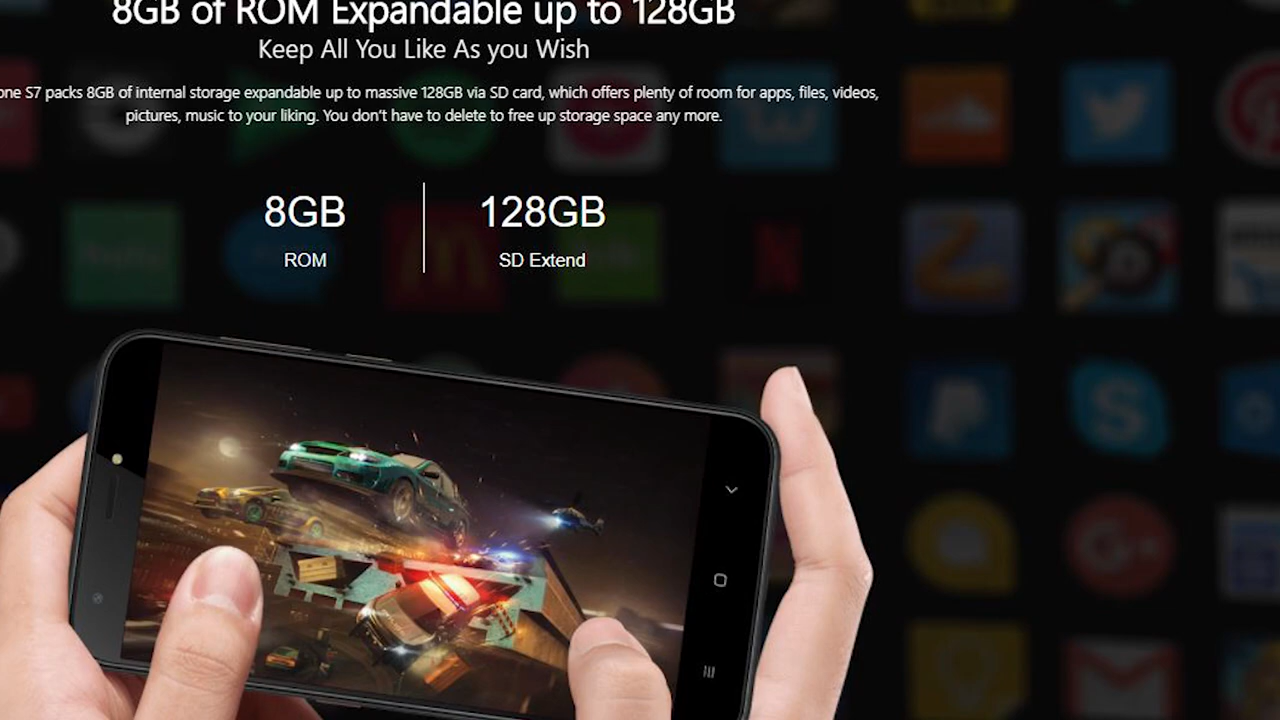 8GB of ROM Expandable up to 128GB
Keep All You Like As you Wish
one S7 packs 8GB of internal storage expandable up to massive 128GB via SD card, which offers plenty of room for apps, files, videos,
pictures, music to your liking. You don't have to delete to free up storage space any more.
8GB
128GB
ROM
SD Extend